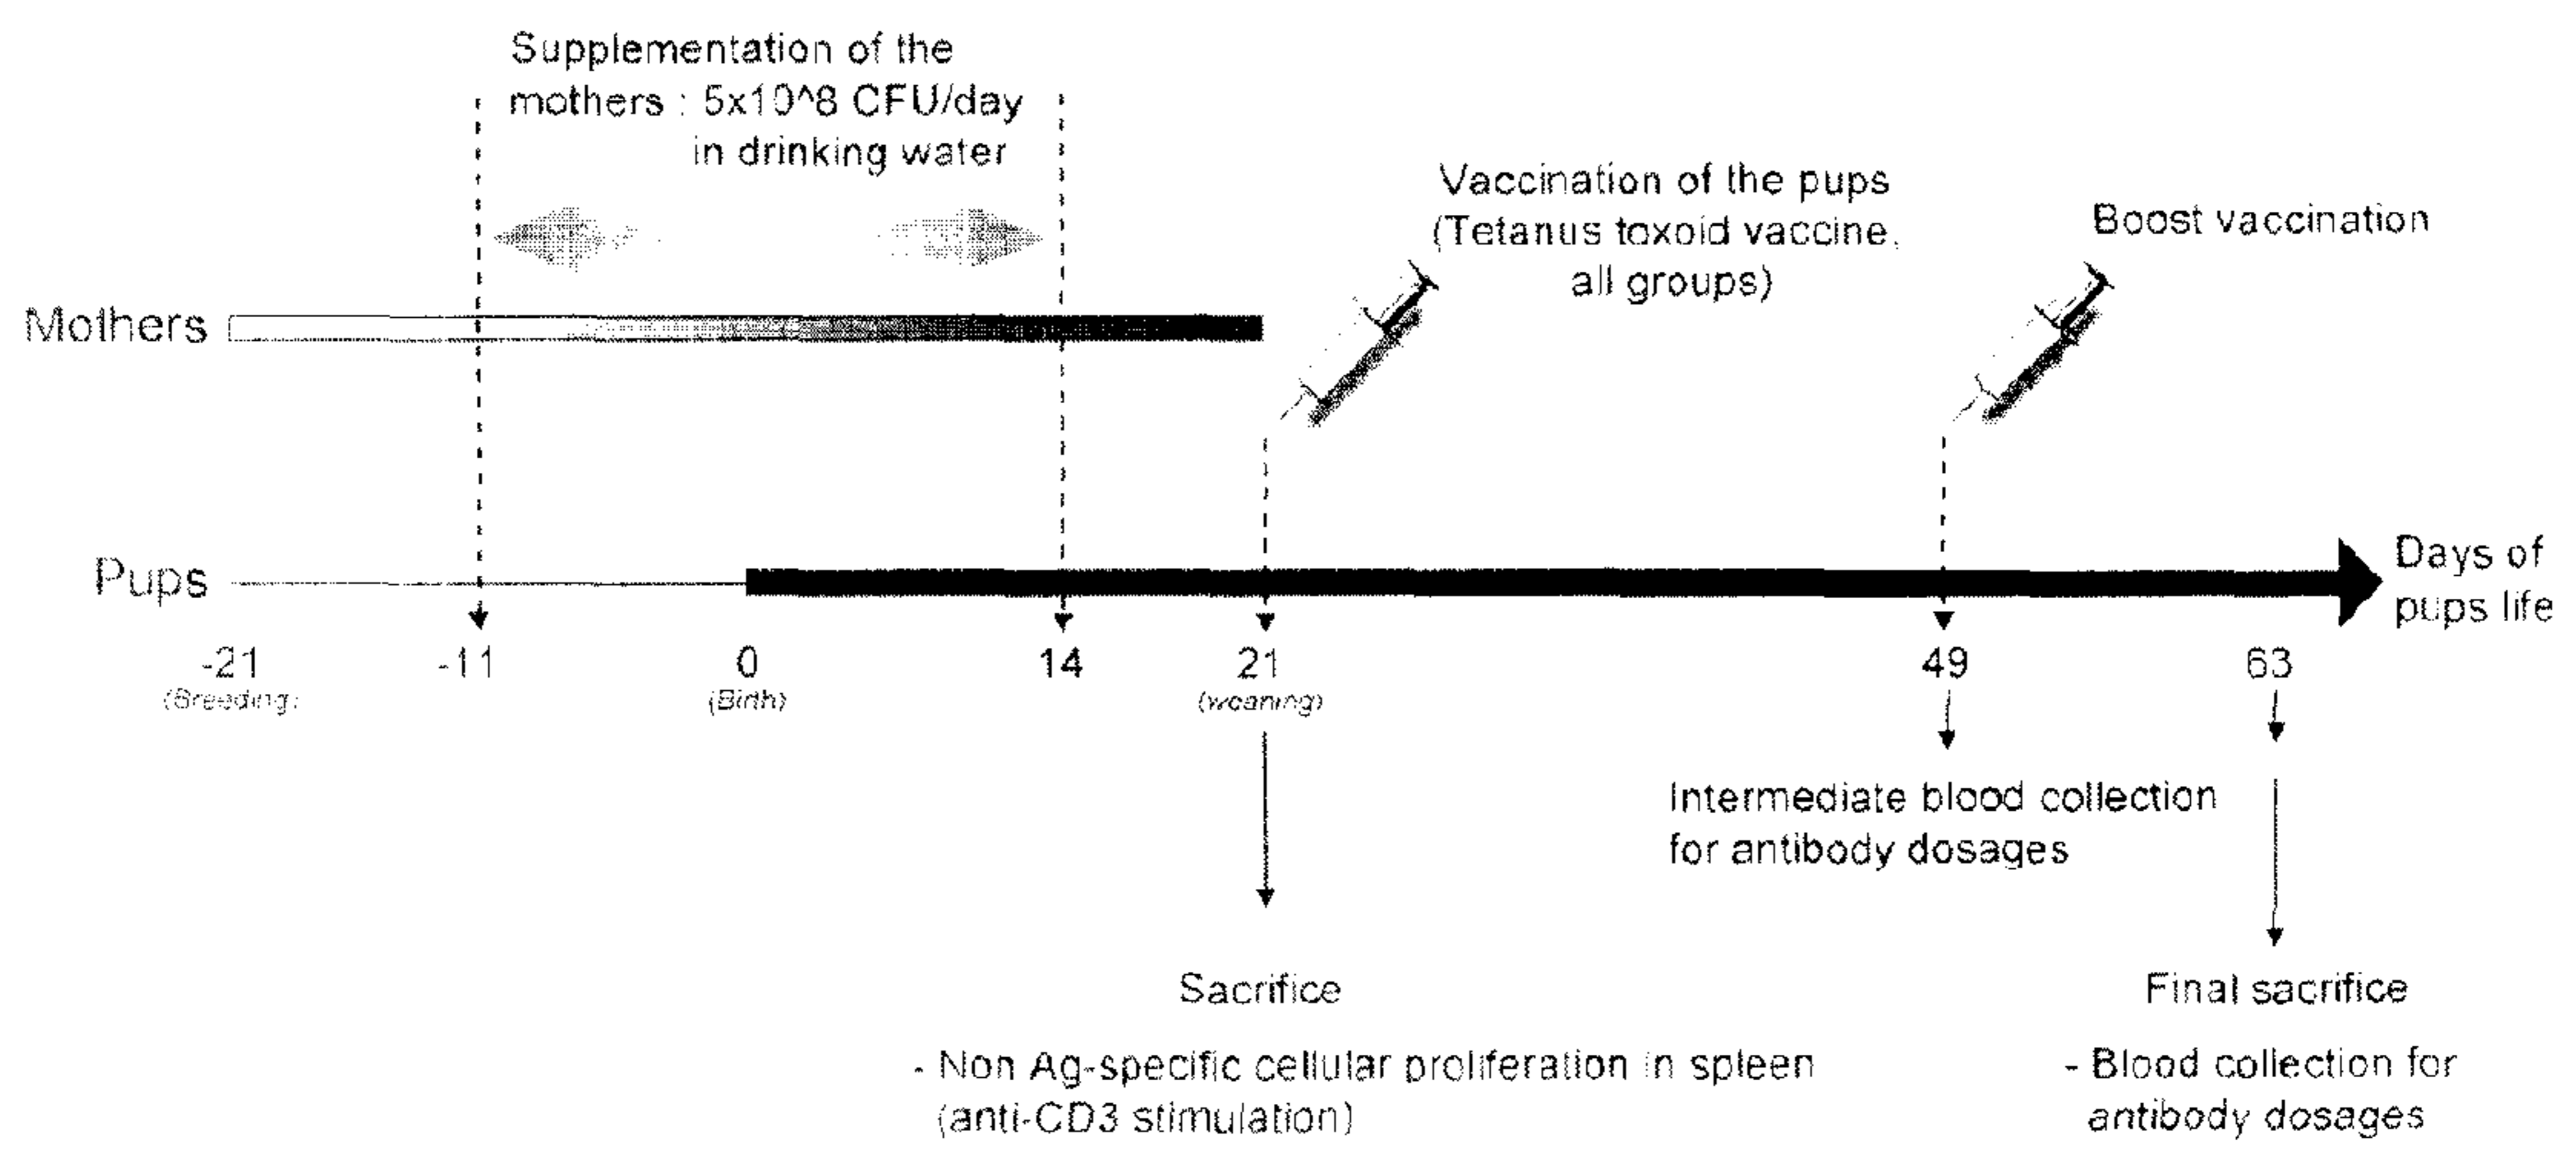 Supplementation of the
mothers : 5x10^8 CFU/day
in drinking water
Vaccination of the pups
(Tetanus toxoid vaccine,
all groups)
Boost vaccination
Mothers
Pups
Days of
pups life
-21
(Breeding)
-11
0
(Birth)
14
21
(weaning)
49
63
Intermediate blood collection
for antibody dosages
Sacrifice
- Non Ag-specific cellular proliferation in spleen
(anti-CD3 stimulation)
Final sacrifice
- Blood collection for
antibody dosages